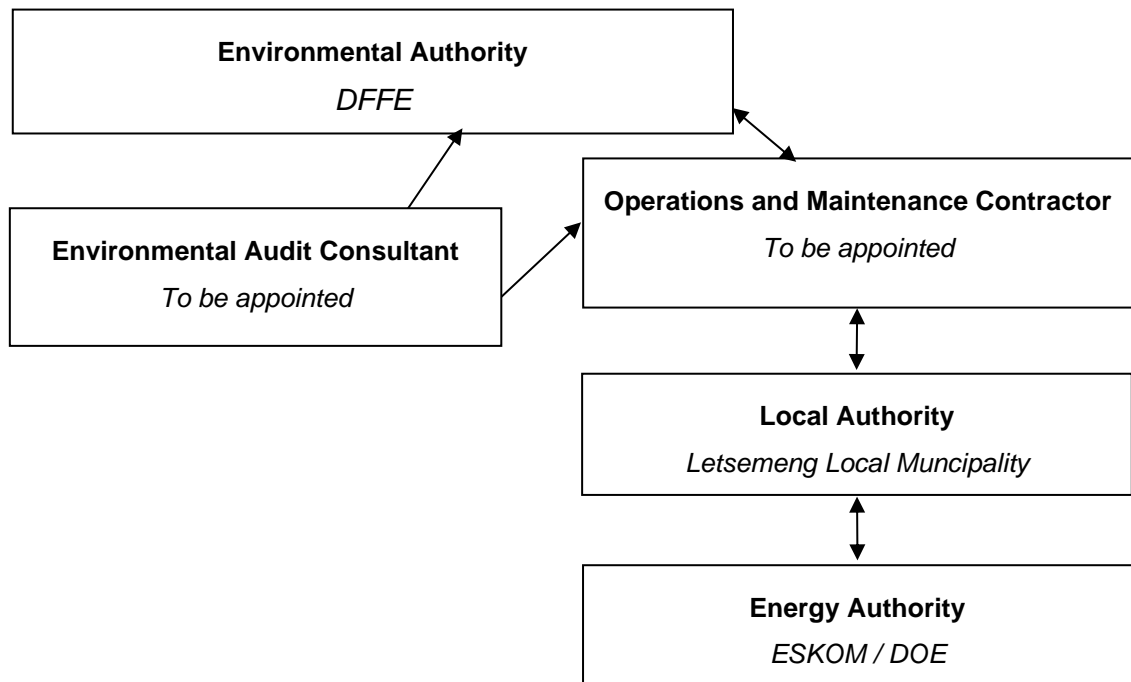 Environmental Authority
DFFE
Operations and Maintenance Contractor
To be appointed
Environmental Audit Consultant
To be appointed
Local Authority
Letsemeng Local Muncipality
Energy Authority
ESKOM / DOE